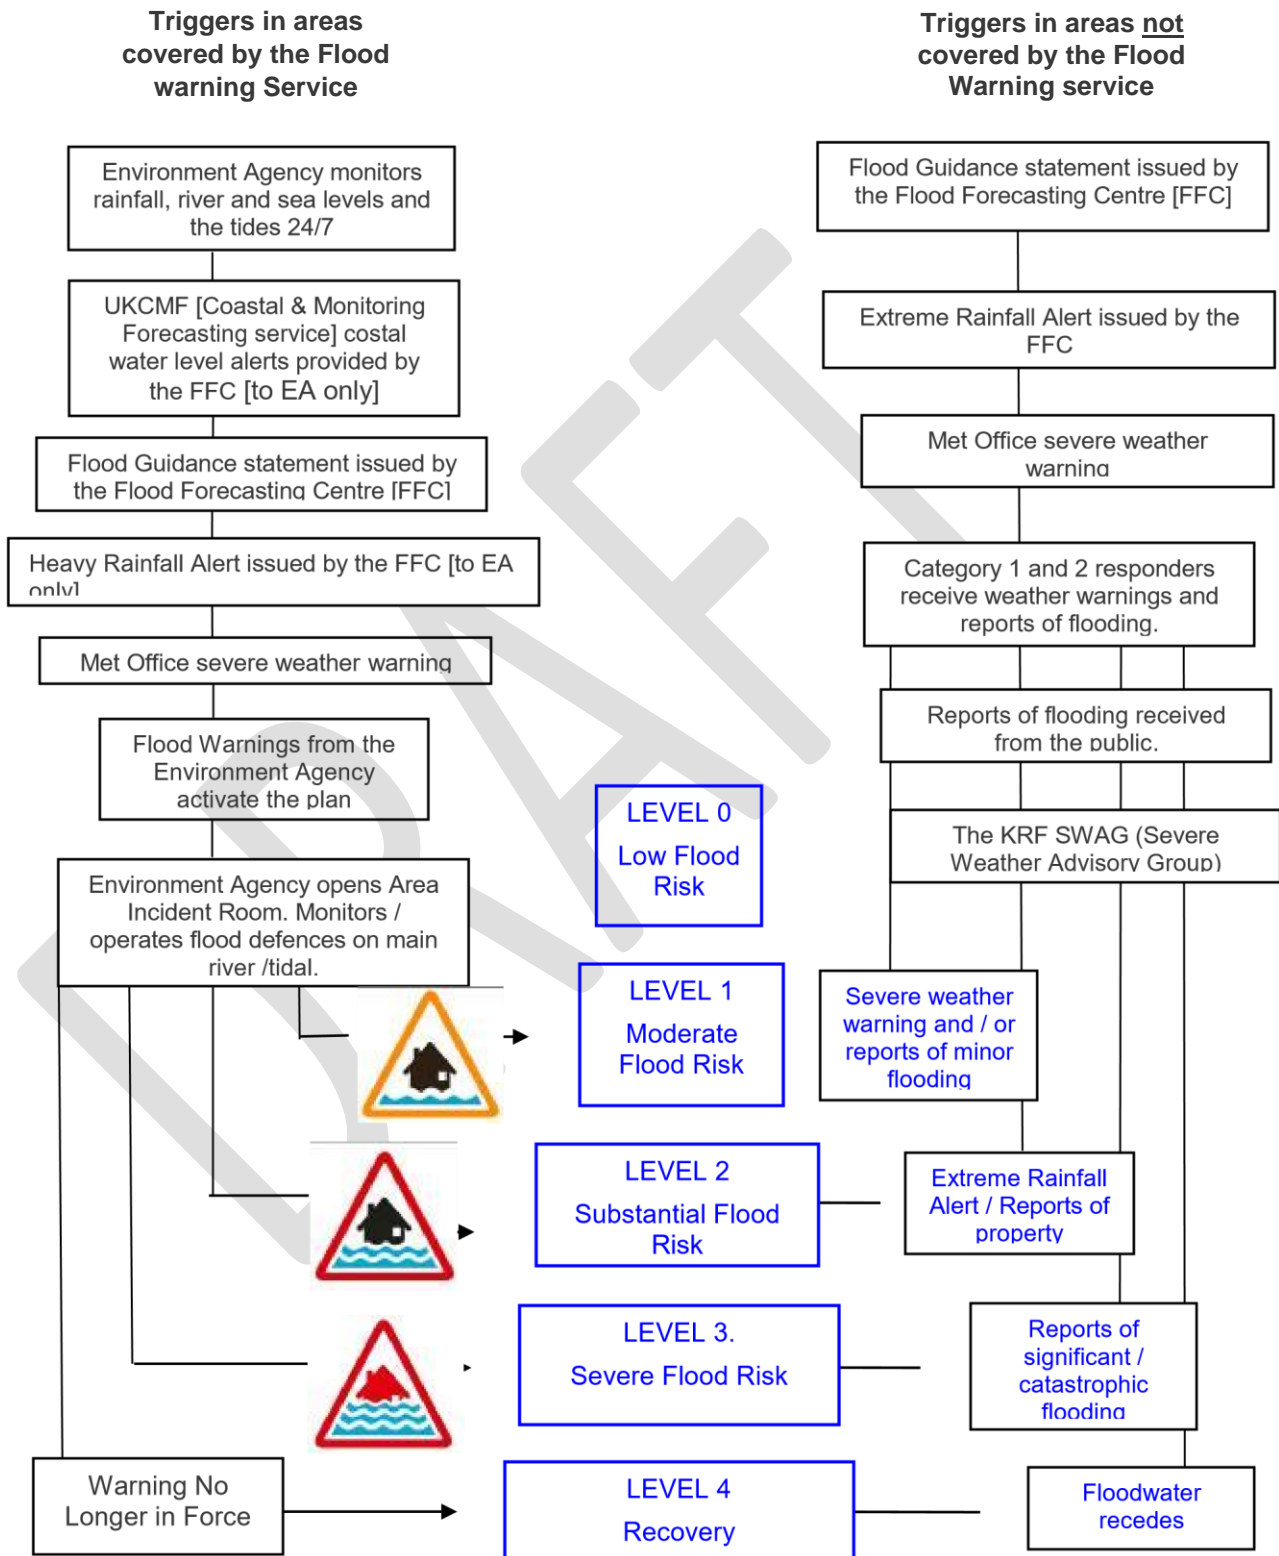 Triggers in areas
covered by the Flood
warning Service
Triggers in areas not
covered by the Flood
Warning service
Environment Agency monitors
rainfall, river and sea levels and
the tides 24/7
UKCMF [Coastal & Monitoring
Forecasting service] costal
water level alerts provided by
the FFC [to EA only]
Flood Guidance statement issued by
the Flood Forecasting Centre [FFC]
Heavy Rainfall Alert issued by the FFC [to EA
only]
Met Office severe weather warning
Flood Warnings from the
Environment Agency
activate the plan
Environment Agency opens Area
Incident Room. Monitors /
operates flood defences on main
river /tidal.
Warning No
Longer in Force
LEVEL 0
Low Flood
Risk
LEVEL 1
Moderate
Flood Risk
LEVEL 2
Substantial Flood
Risk
LEVEL 3.
Severe Flood Risk
LEVEL 4
Recovery
Flood Guidance statement issued by
the Flood Forecasting Centre [FFC]
Extreme Rainfall Alert issued by the
FFC
Met Office severe weather
warning
Category 1 and 2 responders
receive weather warnings and
reports of flooding.
Reports of flooding received
from the public.
The KRF SWAG (Severe
Weather Advisory Group)
Severe weather
warning and / or
reports of minor
flooding
Extreme Rainfall
Alert / Reports of
property
Reports of
significant /
catastrophic
flooding
Floodwater
recedes
DRAFT